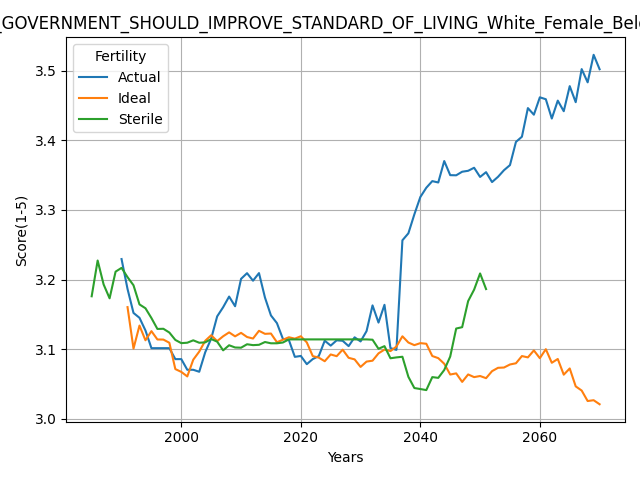 _GOVERNMENT_SHOULD_IMPROVE_STANDARD_OF_LIVING_White_Female_Belo
Fertility
Actual
Ideal
Sterile
3.5
3.4
3.3
3.2
3.1
3.0
Score(1-5)
2000 2020 2040 2060
Years